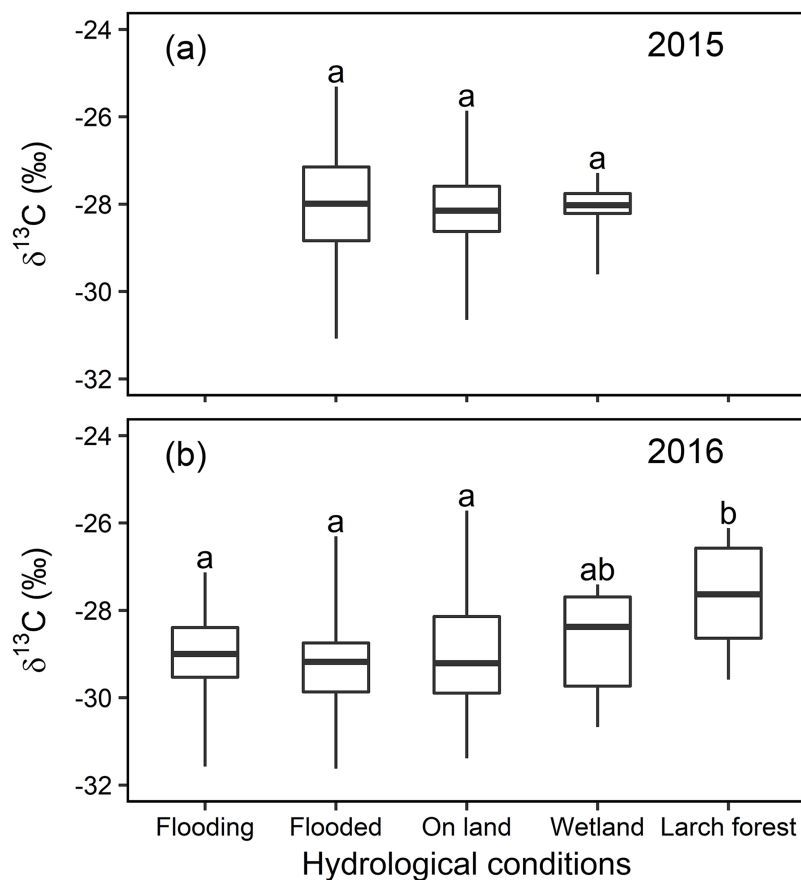 (a) 2015
δ13C (‰)
-24
-26
-28
-30
-32
a a a
(b) 2016
δ13C (‰)
-24
-26
-28
-30
-32
a a a ab b
Flooding Flooded On land Wetland Larch forest
Hydrological conditions